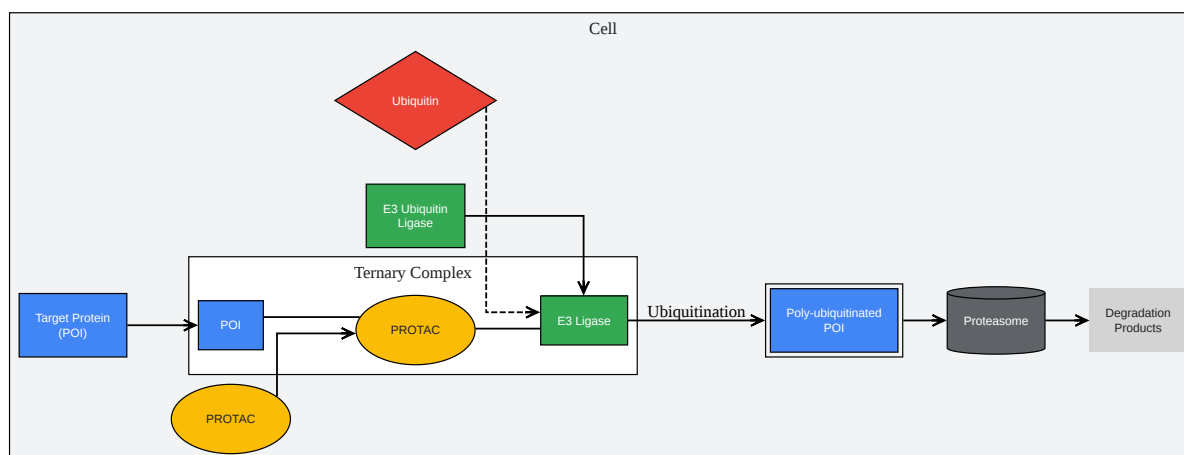 Cell
Ubiquitin
E3 Ubiquitin
Ligase
Ternary Complex
Target Protein
(POI)
POI
PROTAC
E3 Ligase
Ubiquitination
Poly-ubiquitinated
POI
Proteasome
Degradation
Products
PROTAC